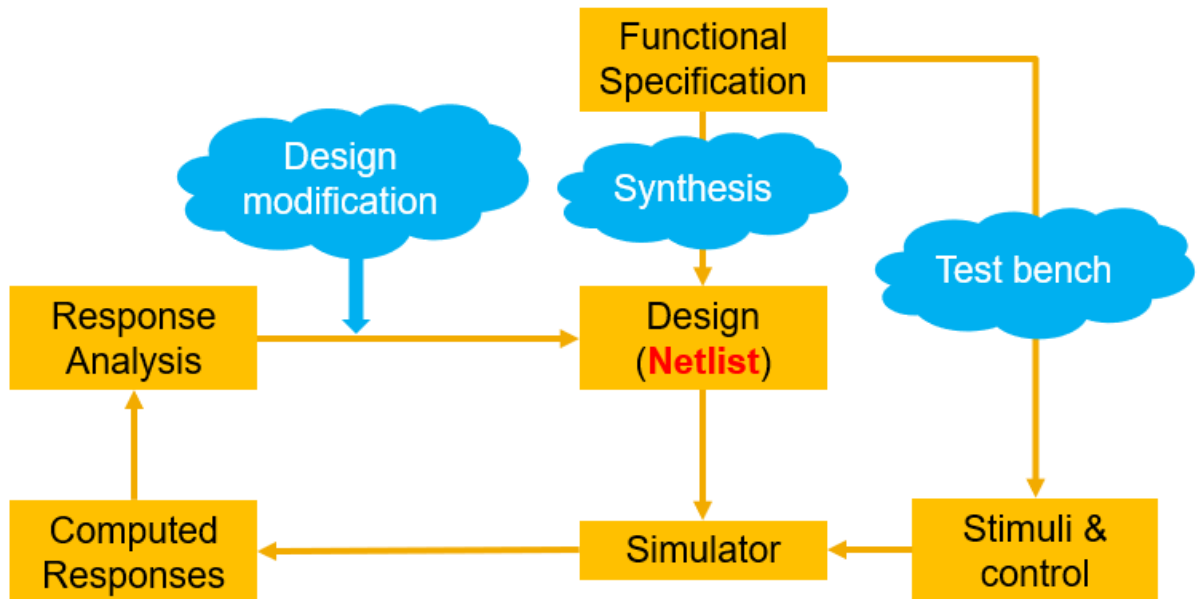 Functional
Specification
Design
modification
Synthesis
Test bench
Response
Analysis
Design
(Netlist)
Computed
Responses
Simulator
Stimuli &
control